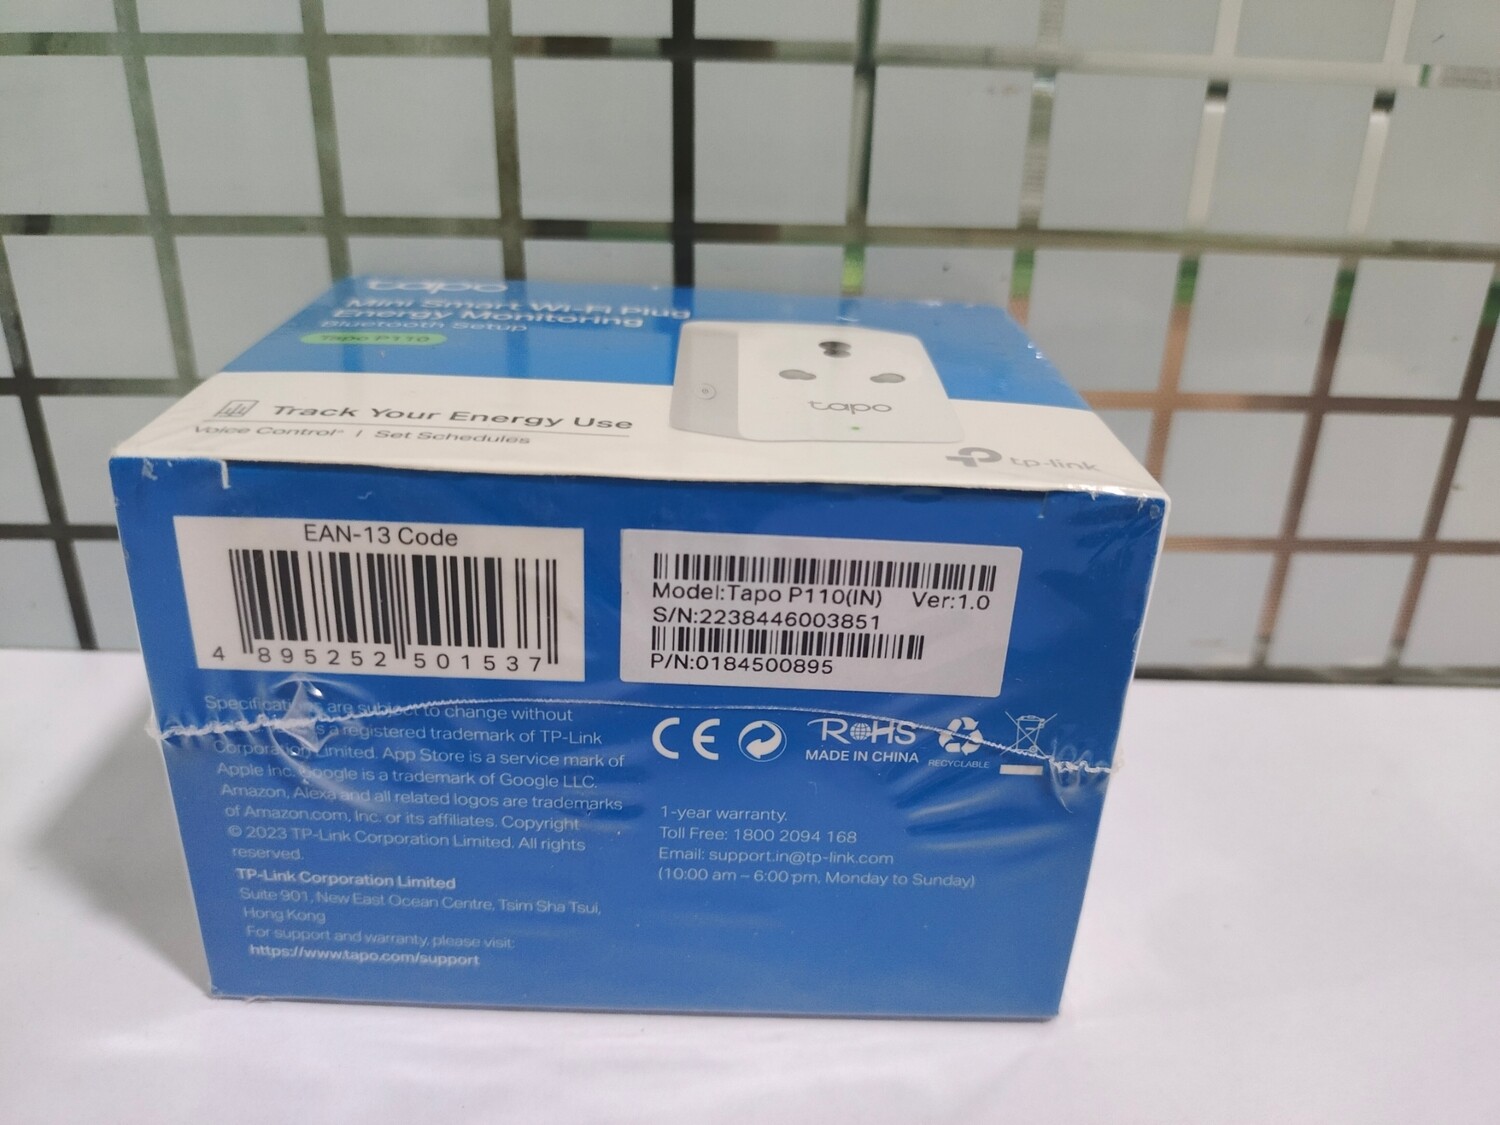 tapo
Mini Smart Wi-Fi Plug
Energy Monitoring
Bluetooth Setup
Tapo P110
Track Your Energy Use
Voice Control | Set Schedules
tapo
tp-link
EAN-13 Code
4 895252 501537
Model:Tapo P110(IN) Ver:1.0
S/N:2238446003851
P/N:0184500895
Specifications are subject to change without
is a registered trademark of TP-Link
Corporation Limited. App Store is a service mark of
Apple Inc. Google is a trademark of Google LLC.
Amazon, Alexa and all related logos are trademarks
of Amazon.com, Inc. or its affiliates. Copyright
© 2023 TP-Link Corporation Limited. All rights
reserved.
TP-Link Corporation Limited
Suite 901, New East Ocean Centre, Tsim Sha Tsui,
Hong Kong
For support and warranty, please visit:
https://www.tapo.com/support
CE
RoHS
MADE IN CHINA
RECYCLABLE
1-year warranty.
Toll Free: 1800 2094 168
Email: support.in@tp-link.com
(10:00 am – 6:00 pm, Monday to Sunday)